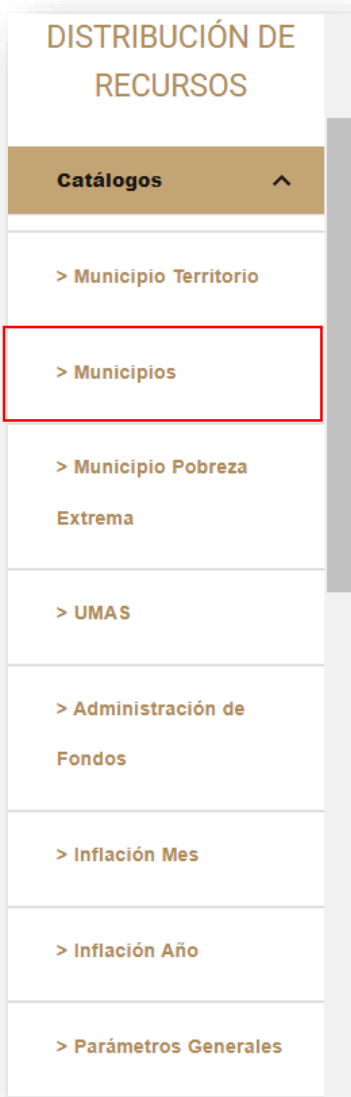 DISTRIBUCIÓN DE
RECURSOS
Catálogos
> Municipio Territorio
> Municipios
> Municipio Pobreza
Extrema
> UMAS
> Administración de
Fondos
> Inflación Mes
> Inflación Año
> Parámetros Generales